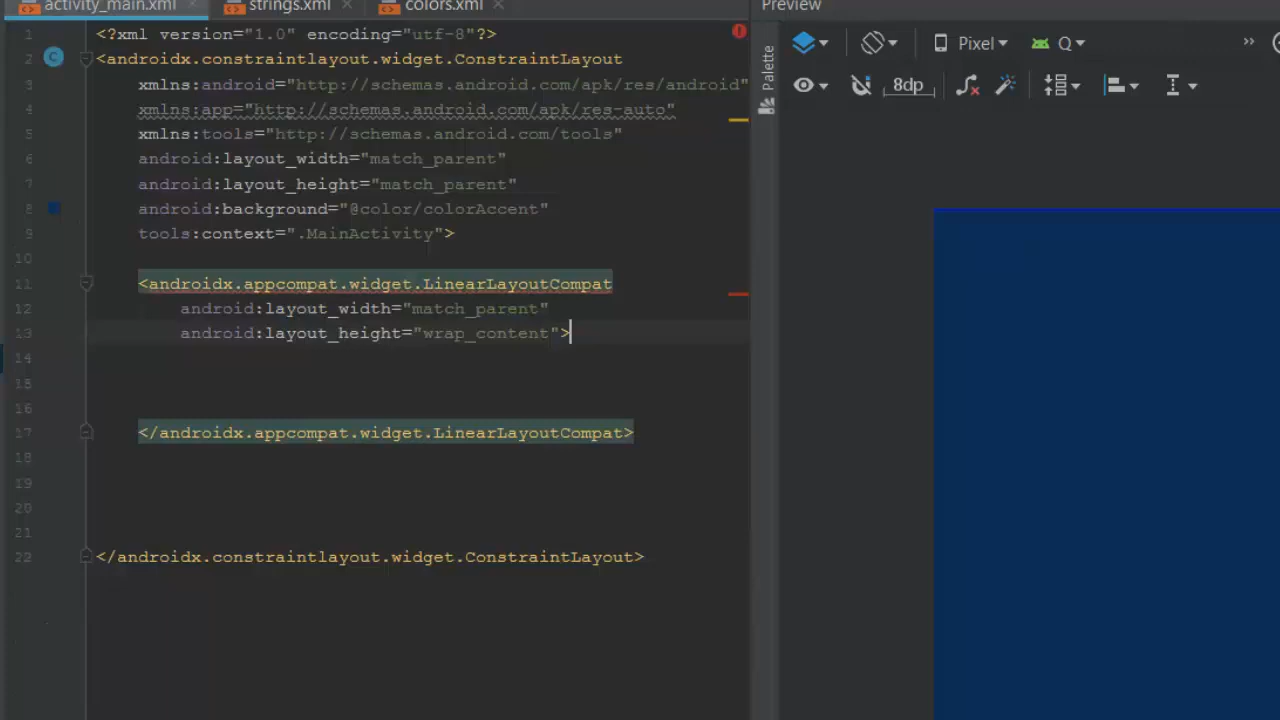 activity_main.xml strings.xml colors.xml
Preview
1 <?xml version="1.0" encoding="utf-8"?>
2 <androidx.constraintlayout.widget.ConstraintLayout
3 xmlns:android="http://schemas.android.com/apk/res/android"
4 xmlns:app="http://schemas.android.com/apk/res-auto"
5 xmlns:tools="http://schemas.android.com/tools"
6 android:layout_width="match_parent"
7 android:layout_height="match_parent"
8 android:background="@color/colorAccent"
9 tools:context=".MainActivity">
10
11 <androidx.appcompat.widget.LinearLayoutCompat
12 android:layout_width="match_parent"
13 android:layout_height="wrap_content">
14
15
16
17 </androidx.appcompat.widget.LinearLayoutCompat>
18
19
20
21
22 </androidx.constraintlayout.widget.ConstraintLayout>
Palette
Pixel Q
8dp